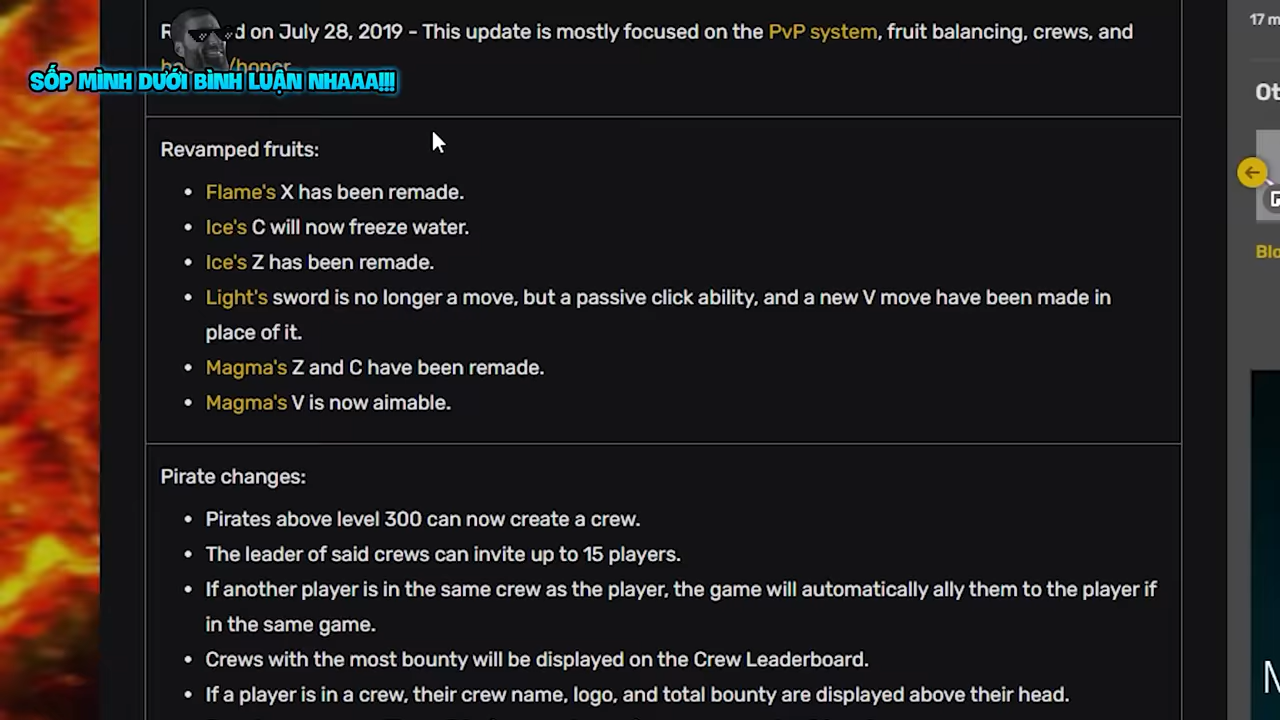 d on July 28, 2019 - This update is mostly focused on the PvP system, fruit balancing, crews, and
/honor
SỐP MÌNH DƯỚI BÌNH LUẬN NHAAA!!!
Revamped fruits:
• Flame's X has been remade.
• Ice's C will now freeze water.
• Ice's Z has been remade.
• Light's sword is no longer a move, but a passive click ability, and a new V move have been made in
place of it.
• Magma's Z and C have been remade.
• Magma's V is now aimable.
Pirate changes:
• Pirates above level 300 can now create a crew.
• The leader of said crews can invite up to 15 players.
• If another player is in the same crew as the player, the game will automatically ally them to the player if
in the same game.
• Crews with the most bounty will be displayed on the Crew Leaderboard.
• If a player is in a crew, their crew name, logo, and total bounty are displayed above their head.
17 m
Ot
Blo
N